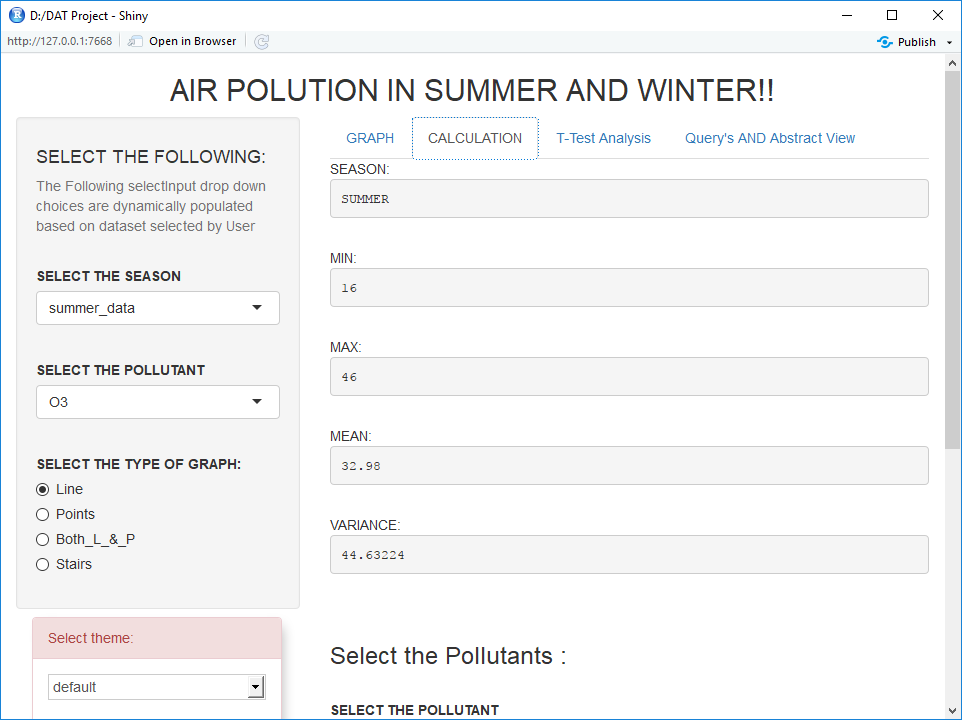 D:/DAT Project - Shiny
http://127.0.0.1:7668 Open in Browser Publish
AIR POLUTION IN SUMMER AND WINTER!!
SELECT THE FOLLOWING:
The Following selectInput drop down
choices are dynamically populated
based on dataset selected by User
SELECT THE SEASON
summer_data
SELECT THE POLLUTANT
O3
SELECT THE TYPE OF GRAPH:
Line
Points
Both_L_&_P
Stairs
Select theme:
default
GRAPH CALCULATION T-Test Analysis Query's AND Abstract View
SEASON:
SUMMER
MIN:
16
MAX:
46
MEAN:
32.98
VARIANCE:
44.63224
Select the Pollutants :
SELECT THE POLLUTANT